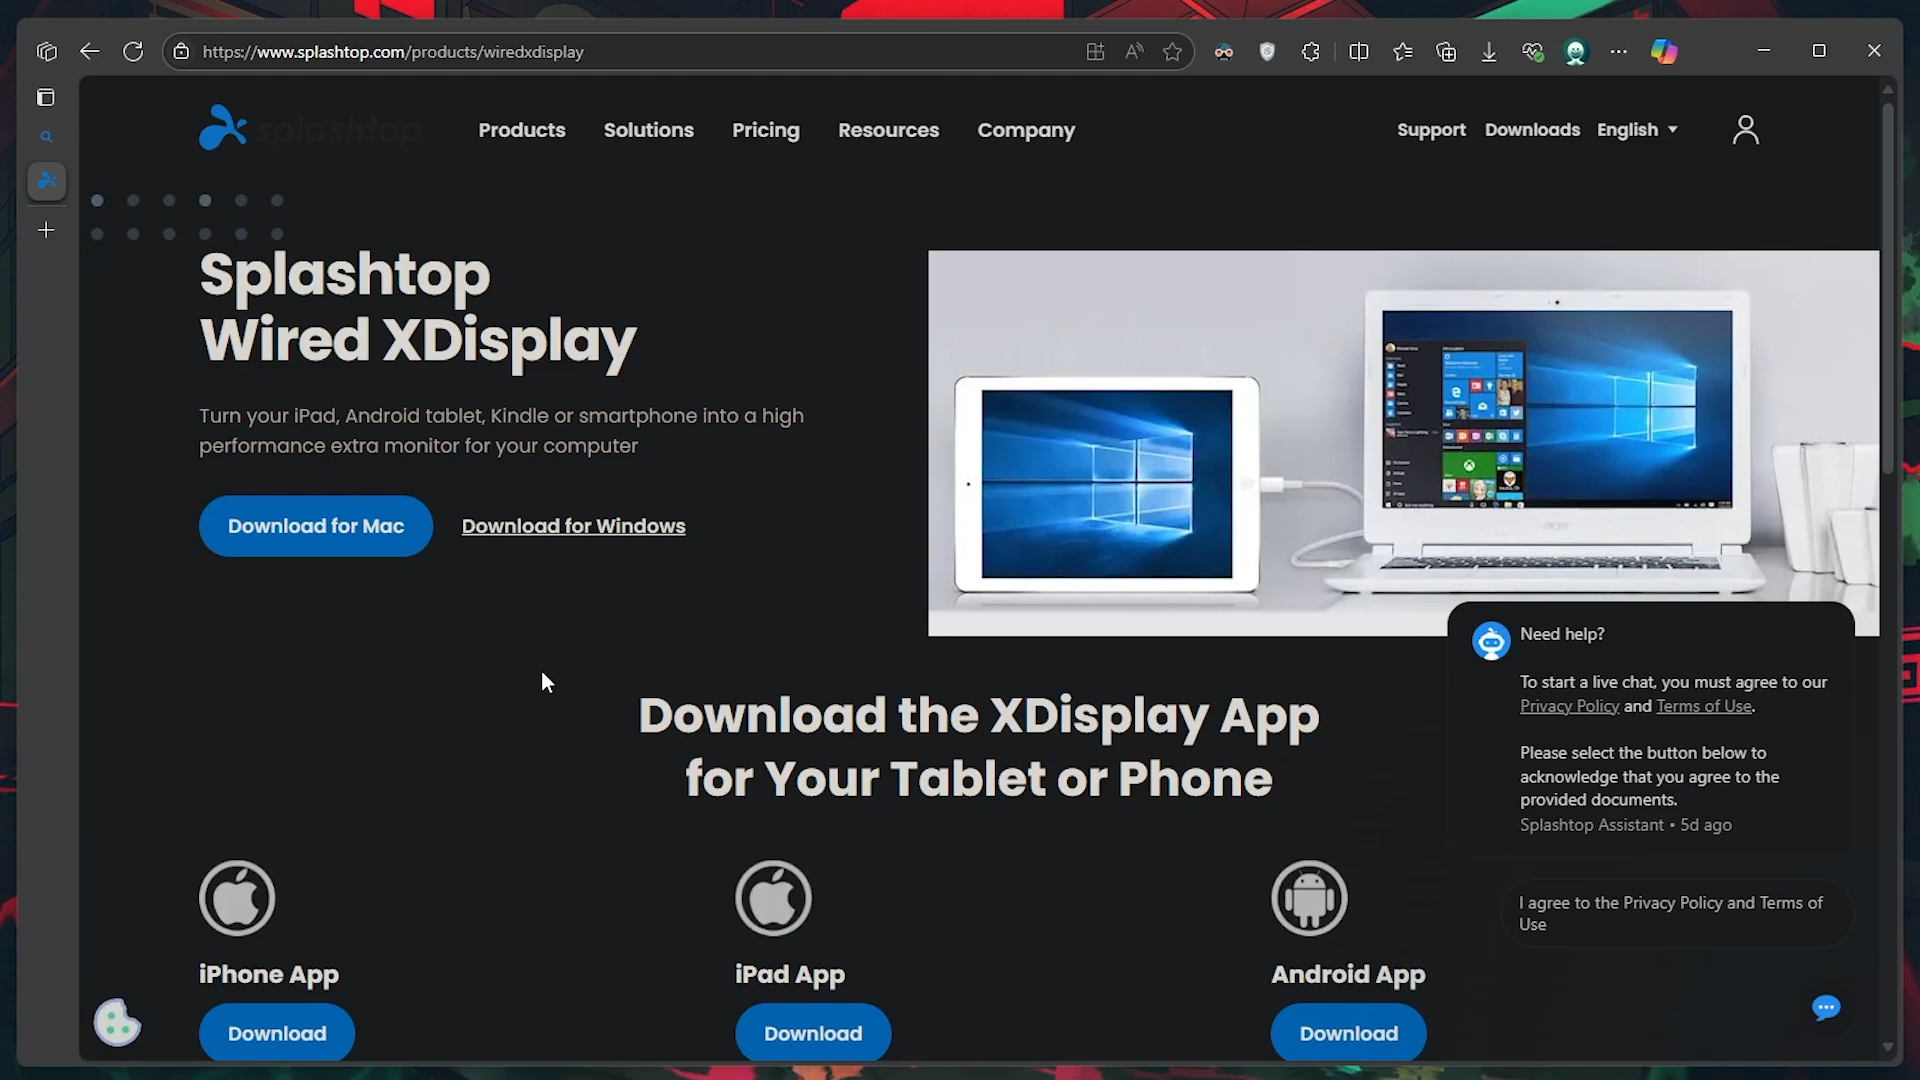 https://www.splashtop.com/products/wiredxdisplay
splashtop
Products Solutions Pricing Resources Company
Support Downloads English
Splashtop
Wired XDisplay
Turn your iPad, Android tablet, Kindle or smartphone into a high
performance extra monitor for your computer
Download for Mac Download for Windows
Download the XDisplay App
for Your Tablet or Phone
iPhone App
Download
iPad App
Download
Android App
Download
Need help?
To start a live chat, you must agree to our
Privacy Policy and Terms of Use.
Please select the button below to
acknowledge that you agree to the
provided documents.
Splashtop Assistant • 5d ago
I agree to the Privacy Policy and Terms of
Use